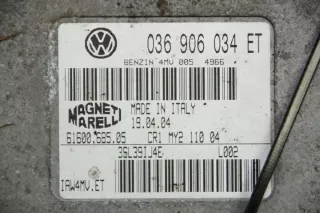 036 906 034 ET
BENZIN 4MV 005 4966
MAGNETI MARELLI
MADE IN ITALY
19.04.04
61600.585.05 CR1 MY2 110 04
3SL39IJ4E L002
IAW4MV.ET